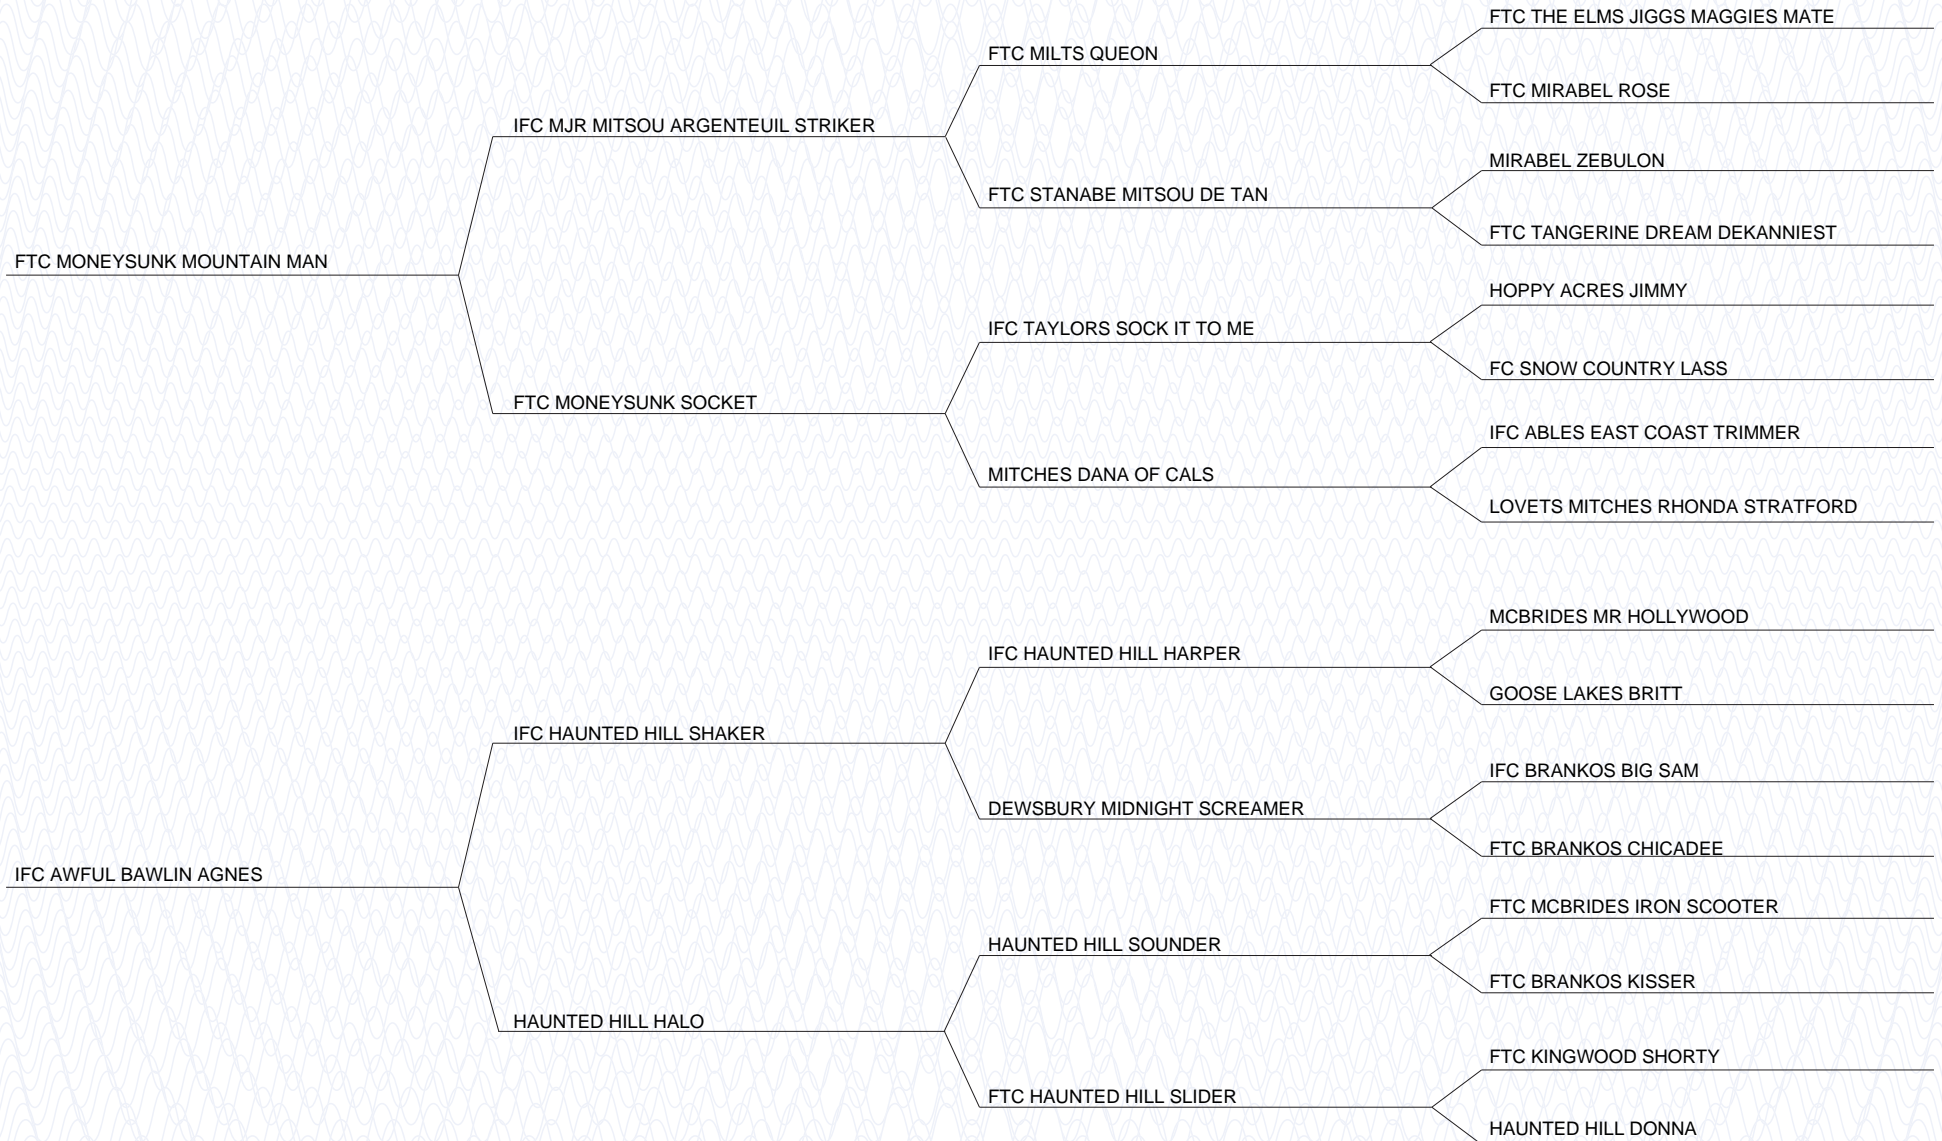 FTC THE ELMS JIGGS MAGGIES MATE
FTC MILTS QUEON
FTC MIRABEL ROSE
IFC MJR MITSOU ARGENTEUIL STRIKER
MIRABEL ZEBULON
FTC STANABE MITSOU DE TAN
FTC TANGERINE DREAM DEKANNIEST
FTC MONEYSUNK MOUNTAIN MAN
HOPPY ACRES JIMMY
IFC TAYLORS SOCK IT TO ME
FC SNOW COUNTRY LASS
FTC MONEYSUNK SOCKET
IFC ABLES EAST COAST TRIMMER
MITCHES DANA OF CALS
LOVETS MITCHES RHONDA STRATFORD
MCBRIDES MR HOLLYWOOD
IFC HAUNTED HILL HARPER
GOOSE LAKES BRITT
IFC HAUNTED HILL SHAKER
IFC BRANKOS BIG SAM
DEWSBURY MIDNIGHT SCREAMER
FTC BRANKOS CHICADEE
IFC AWFUL BAWLIN AGNES
FTC MCBRIDES IRON SCOOTER
HAUNTED HILL SOUNDER
FTC BRANKOS KISSER
HAUNTED HILL HALO
FTC KINGWOOD SHORTY
FTC HAUNTED HILL SLIDER
HAUNTED HILL DONNA